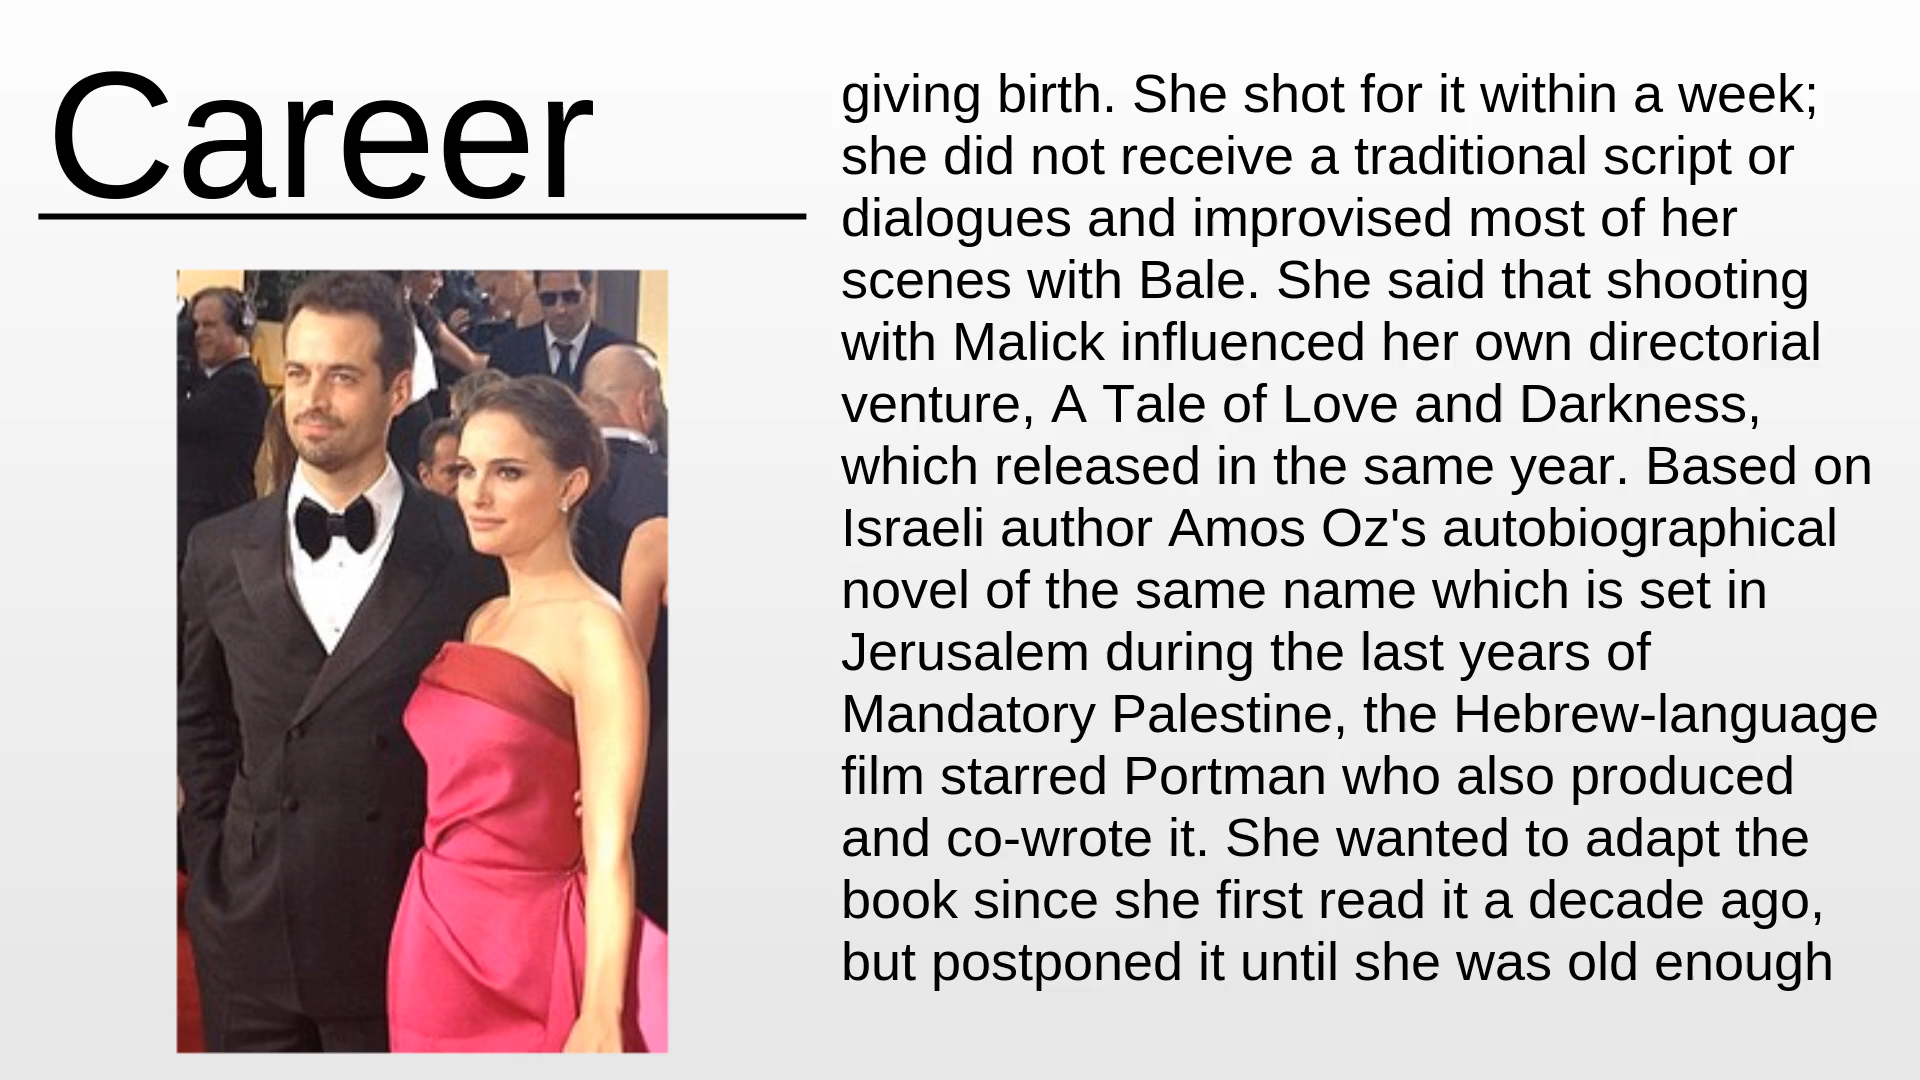 Career
giving birth. She shot for it within a week;
she did not receive a traditional script or
dialogues and improvised most of her
scenes with Bale. She said that shooting
with Malick influenced her own directorial
venture, A Tale of Love and Darkness,
which released in the same year. Based on
Israeli author Amos Oz's autobiographical
novel of the same name which is set in
Jerusalem during the last years of
Mandatory Palestine, the Hebrew-language
film starred Portman who also produced
and co-wrote it. She wanted to adapt the
book since she first read it a decade ago,
but postponed it until she was old enough